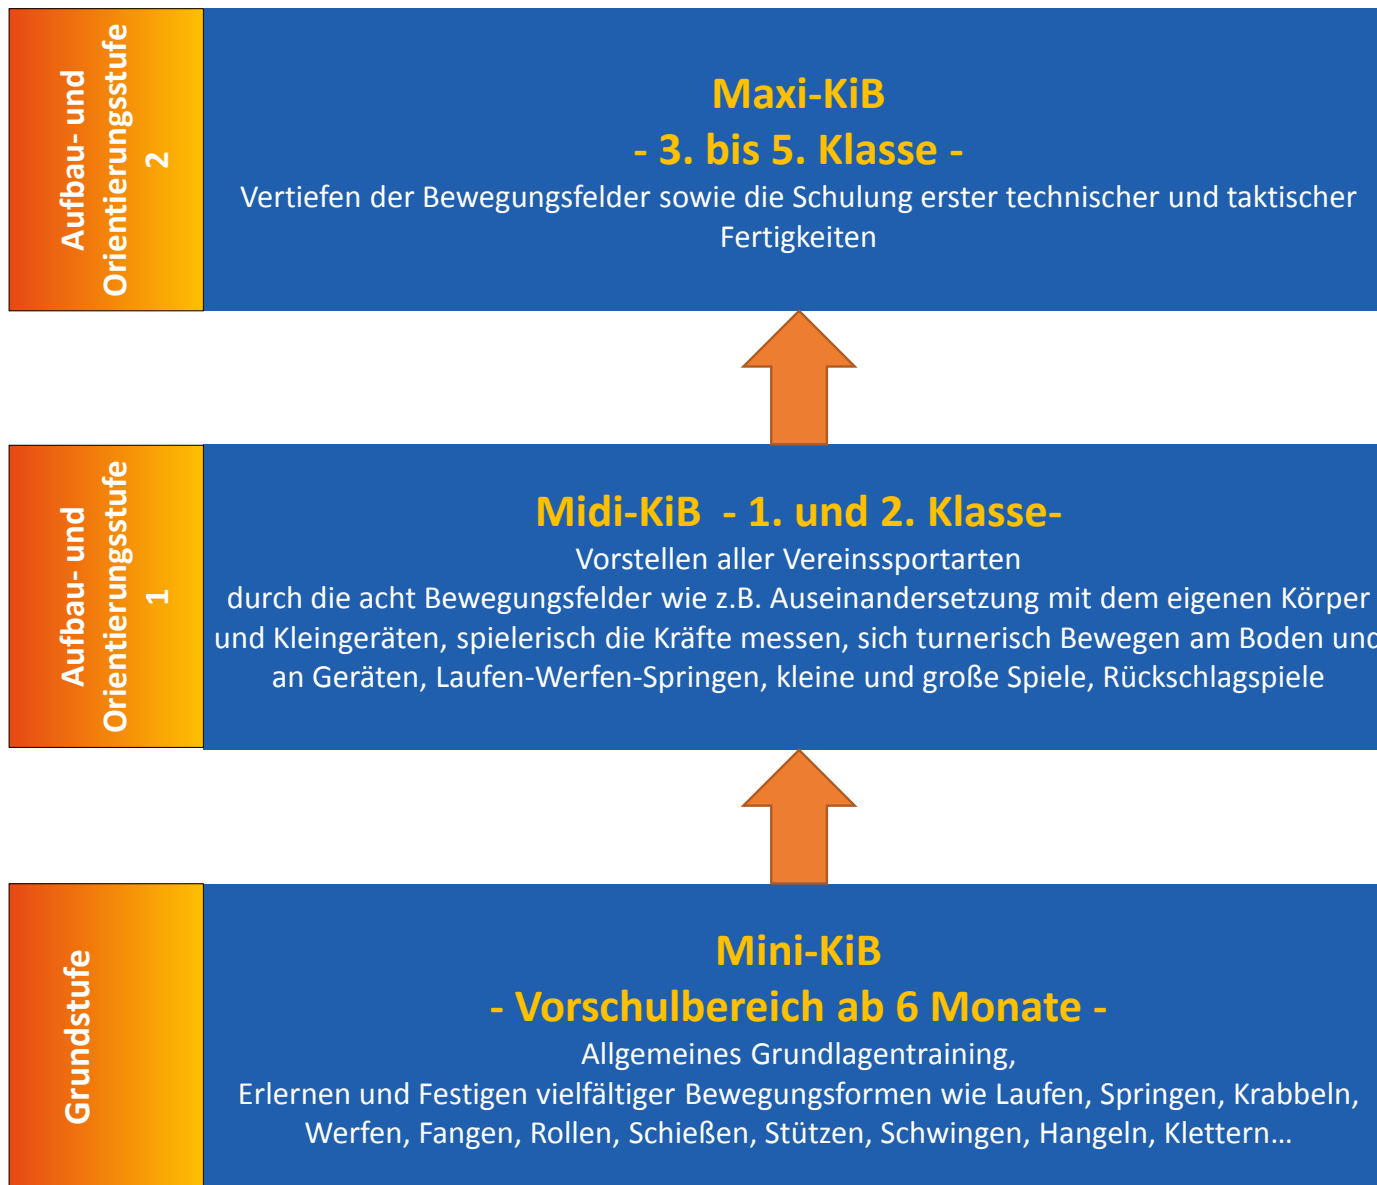 Aufbau- und
Orientierungsstufe
2
Maxi-KiB
- 3. bis 5. Klasse -
Vertiefen der Bewegungsfelder sowie die Schulung erster technischer und taktischer
Fertigkeiten
Aufbau- und
Orientierungsstufe
1
Midi-KiB - 1. und 2. Klasse-
Vorstellen aller Vereinssportarten
durch die acht Bewegungsfelder wie z.B. Auseinandersetzung mit dem eigenen Körper
und Kleingeräten, spielerisch die Kräfte messen, sich turnerisch Bewegen am Boden und
an Geräten, Laufen-Werfen-Springen, kleine und große Spiele, Rückschlagspiele
Grundstufe
Mini-KiB
- Vorschulbereich ab 6 Monate -
Allgemeines Grundlagentraining,
Erlernen und Festigen vielfältiger Bewegungsformen wie Laufen, Springen, Krabbeln,
Werfen, Fangen, Rollen, Schießen, Stützen, Schwingen, Hangeln, Klettern…